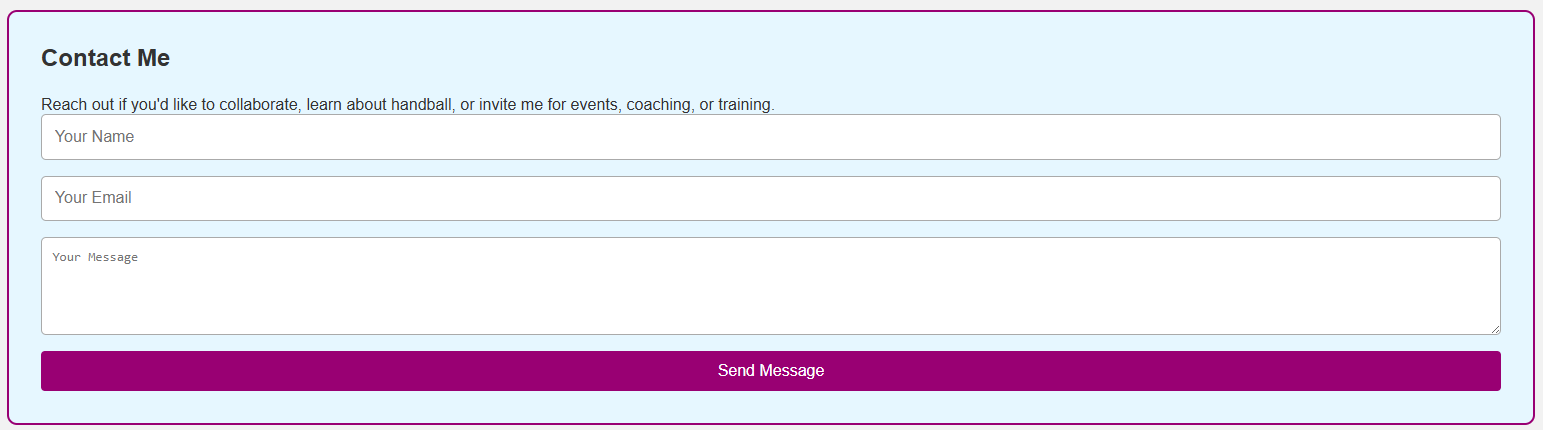 Contact Me
Reach out if you'd like to collaborate, learn about handball, or invite me for events, coaching, or training.
Your Name
Your Email
Your Message
Send Message